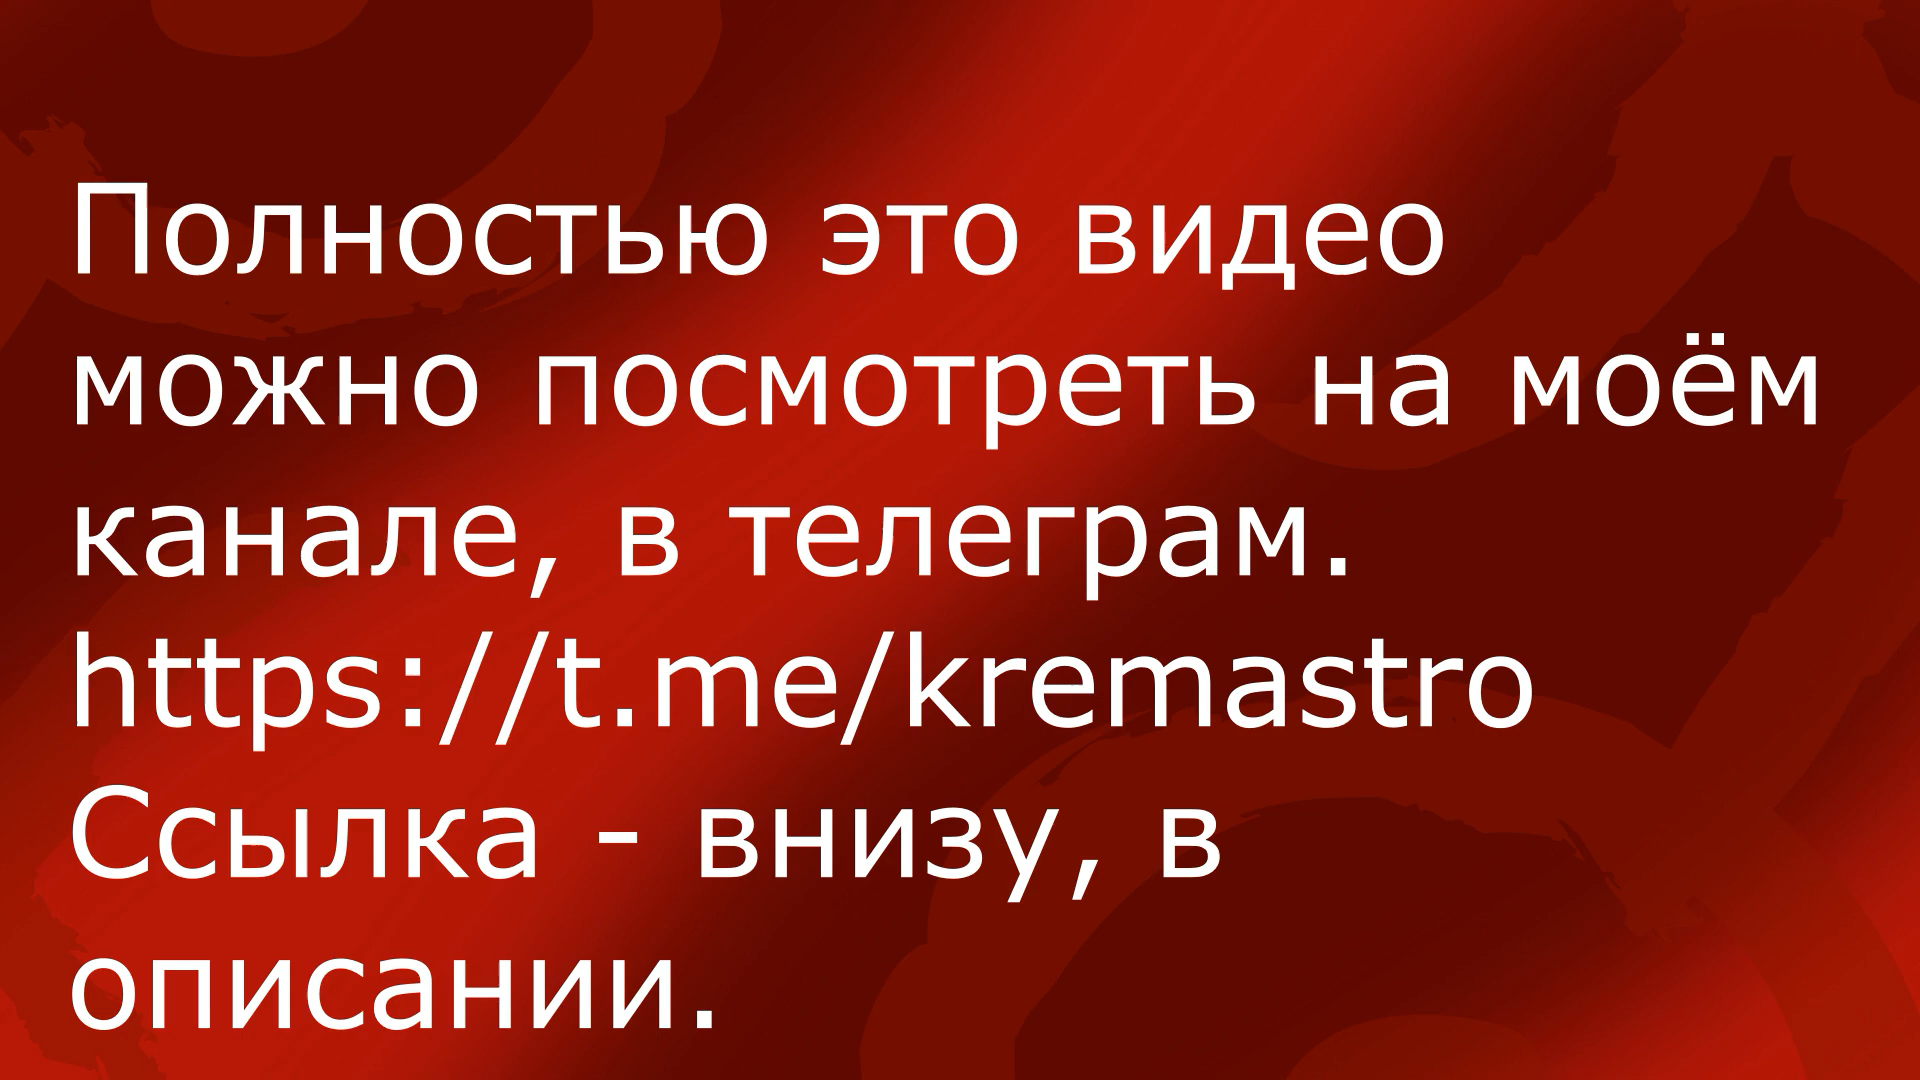 Полностью это видео
можно посмотреть на моём
канале, в телеграм.
https://t.me/kremastro
Ссылка - внизу, в
описании.